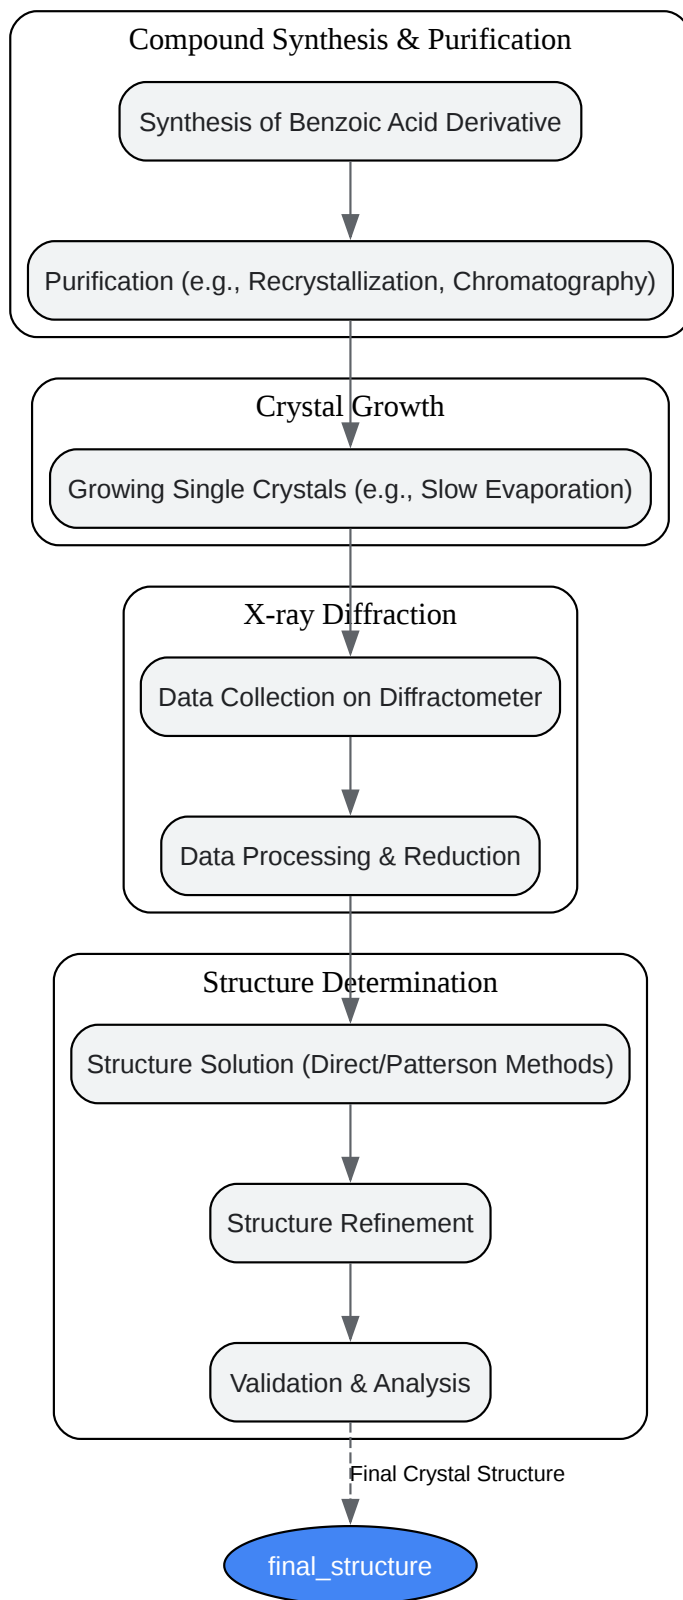 Compound Synthesis & Purification
Synthesis of Benzoic Acid Derivative
Purification (e.g., Recrystallization, Chromatography)
Crystal Growth
Growing Single Crystals (e.g., Slow Evaporation)
X-ray Diffraction
Data Collection on Diffractometer
Data Processing & Reduction
Structure Determination
Structure Solution (Direct/Patterson Methods)
Structure Refinement
Validation & Analysis
Final Crystal Structure
final_structure